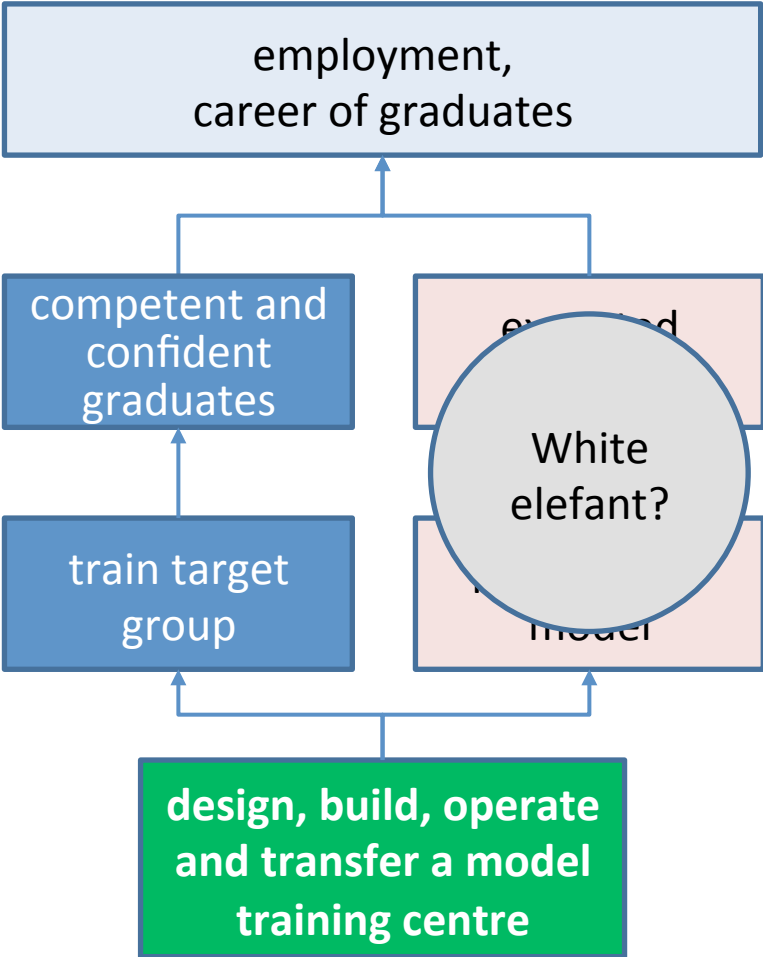 employment,
career of graduates
competent and
confident
graduates
White
elefant?
train target
group
model
design, build, operate
and transfer a model
training centre